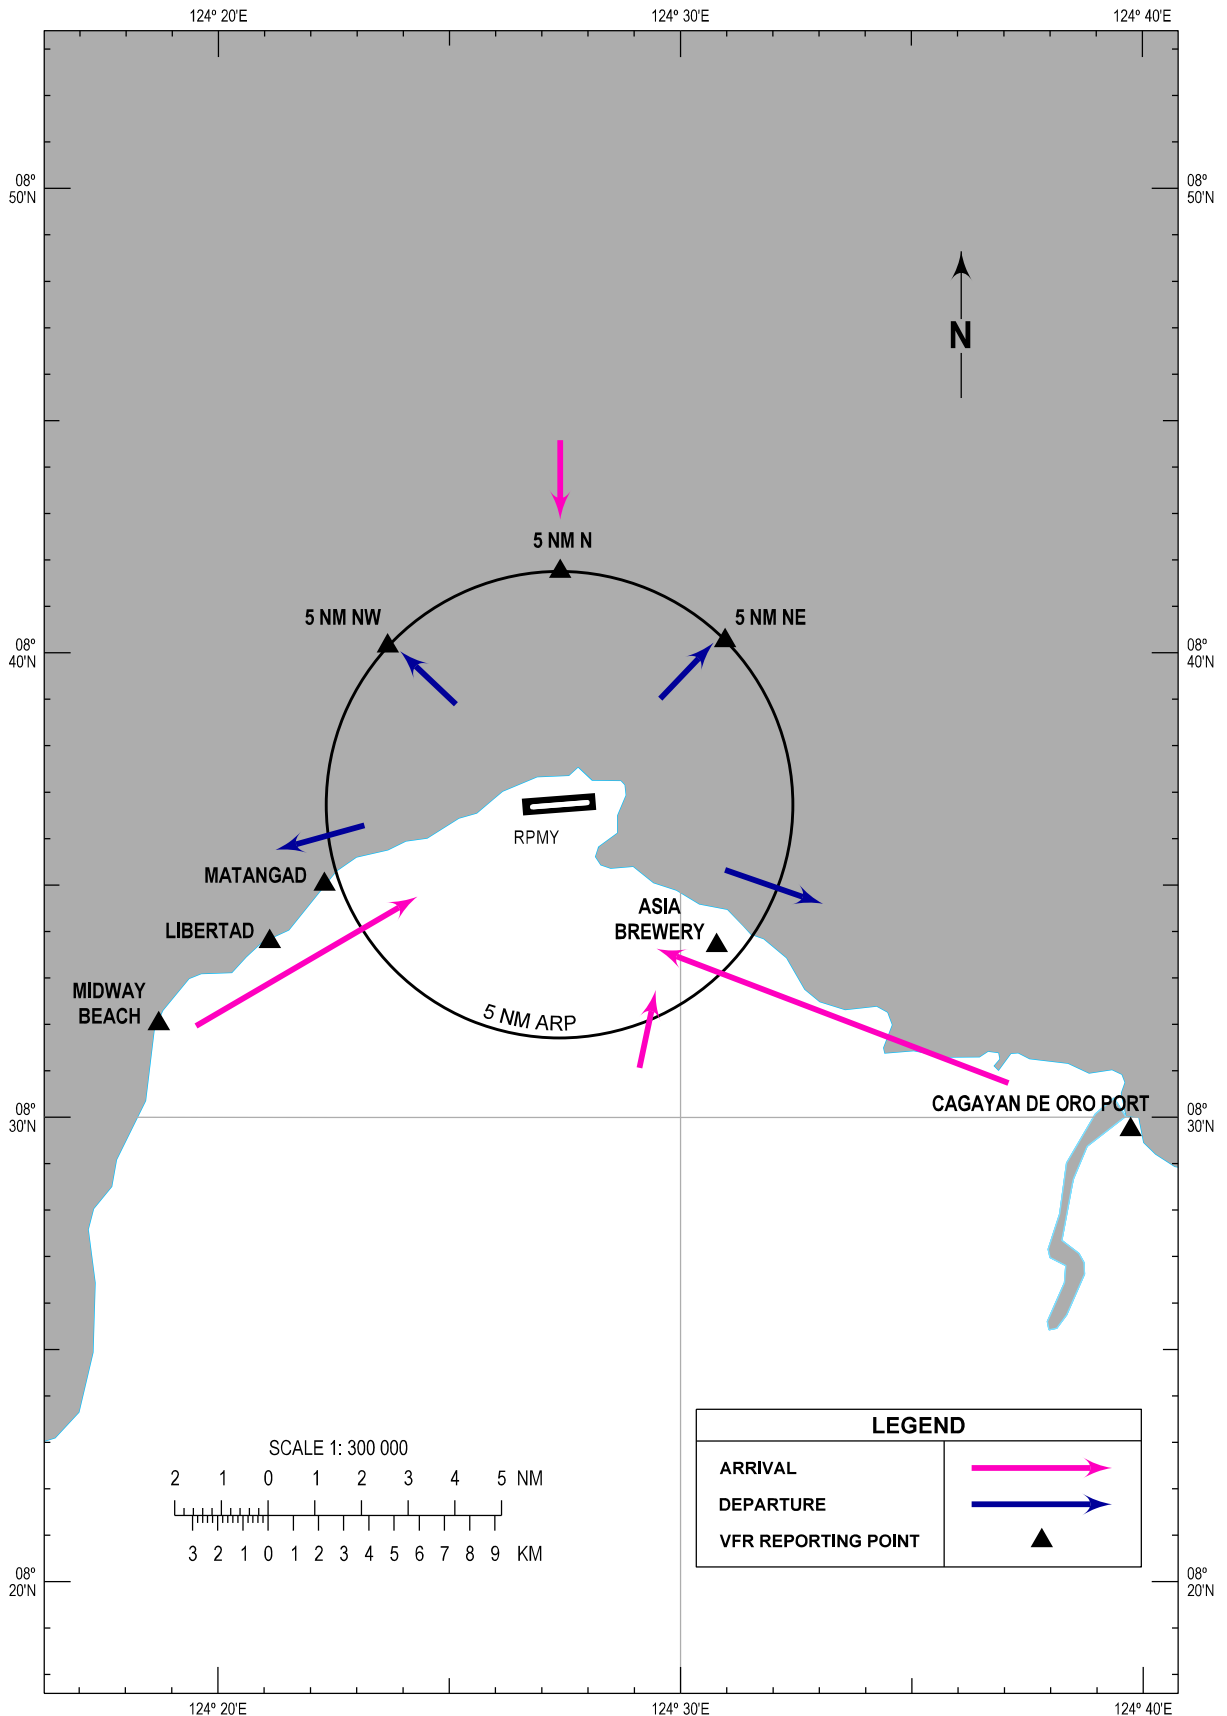 124° 20'E
124° 30'E
124° 40'E
08°
50'N
08°
50'N
N
5 NM N
5 NM NW
5 NM NE
08°
40'N
08°
40'N
RPMY
MATANGAD
ASIA
BREWERY
LIBERTAD
MIDWAY
BEACH
5 NM ARP
CAGAYAN DE ORO PORT
08°
30'N
08°
30'N
LEGEND
ARRIVAL
DEPARTURE
VFR REPORTING POINT
SCALE 1: 300 000
2 1 0 1 2 3 4 5 NM
3 2 1 0 1 2 3 4 5 6 7 8 9 KM
08°
20'N
08°
20'N
124° 20'E
124° 30'E
124° 40'E